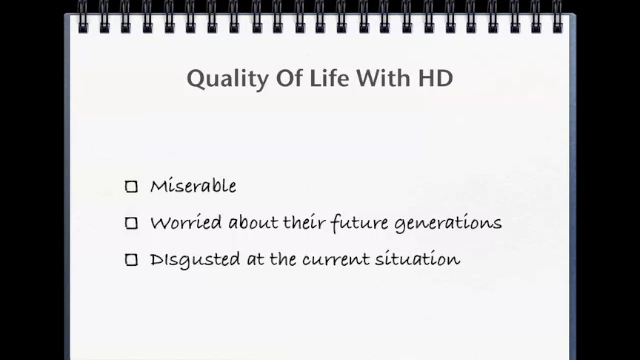 Quality Of Life With HD
Miserable
Worried about their future generations
DIsgusted at the current situation